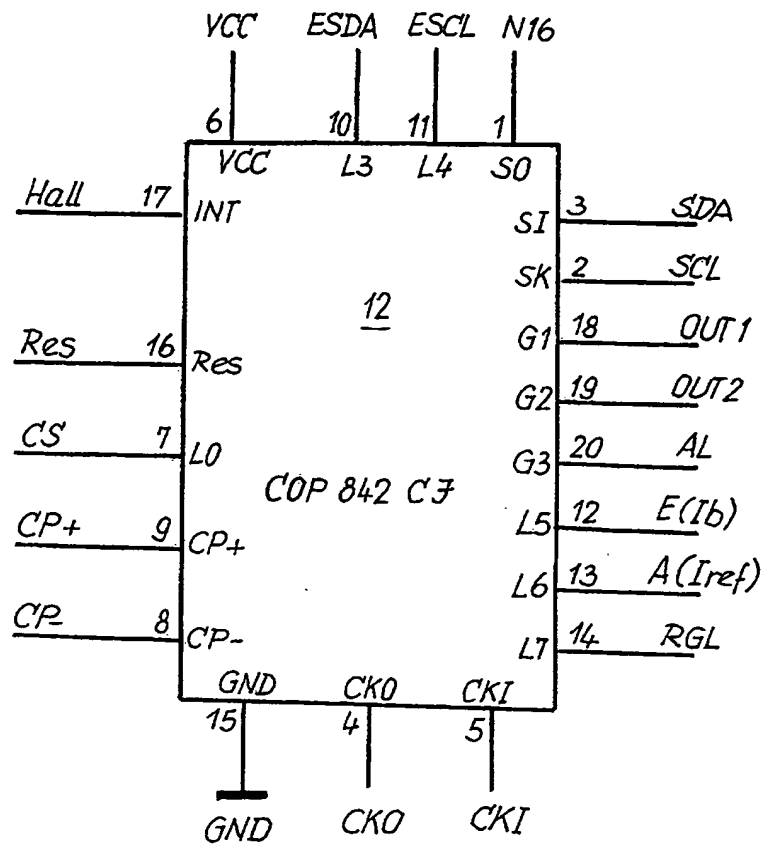 VCC ESDA ESCL N16
6 10 11 1
VCC L3 L4 SO
Hall 17 INT
SI 3 SDA
SK 2 SCL
12
G1 18 OUT1
Res 16 Res
G2 19 OUT2
CS 7 L0
G3 20 AL
COP 842 CJ
L5 12 E(Ib)
CP+ 9 CP+
L6 13 A(Iref)
CP- 8 CP-
L7 14 RGL
GND CKO CKI
15 4 5
GND CKO CKI